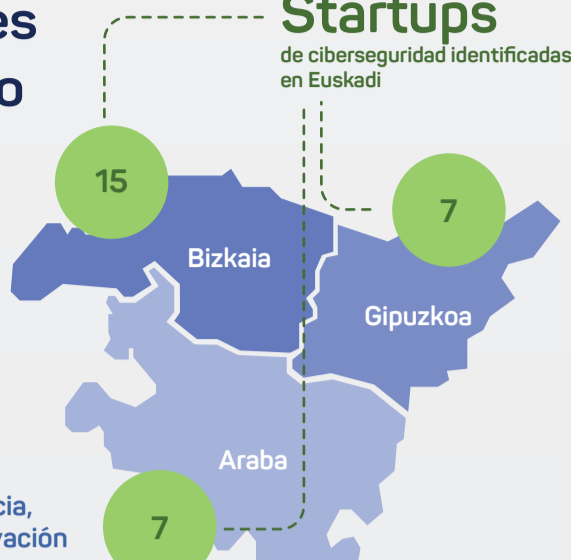 es
o
Startups
de ciberseguridad identificadas
en Euskadi
15
7
Bizkaia
Gipuzkoa
Araba
cia,
vación
7